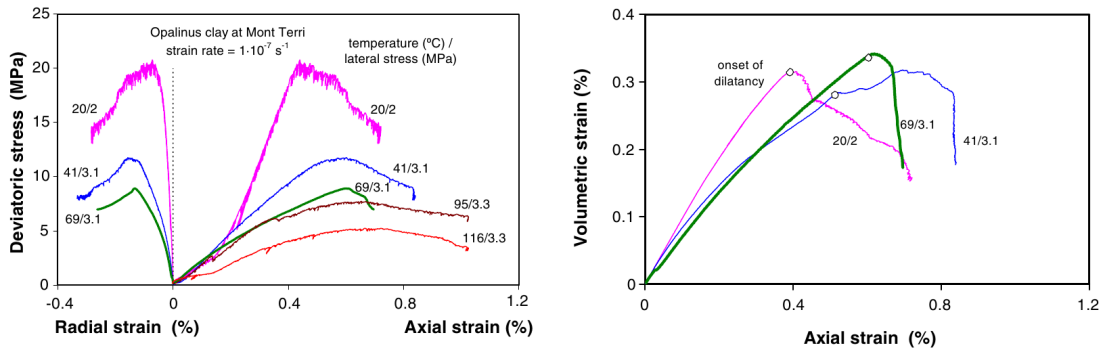 Deviatoric stress (MPa)
25
20
15
10
5
0
Opalinus clay at Mont Terri
strain rate = 1·10⁻⁷ s⁻¹
temperature (ºC) /
lateral stress (MPa)
20/2
20/2
41/3.1
41/3.1
69/3.1
69/3.1
95/3.3
116/3.3
-0.4
0
0.4
0.8
1.2
Radial strain (%)
Axial strain (%)
Volumetric strain (%)
0.4
0.3
0.2
0.1
0
onset of
dilatancy
69/3.1
20/2
41/3.1
0
0.4
0.8
1.2
Axial strain (%)